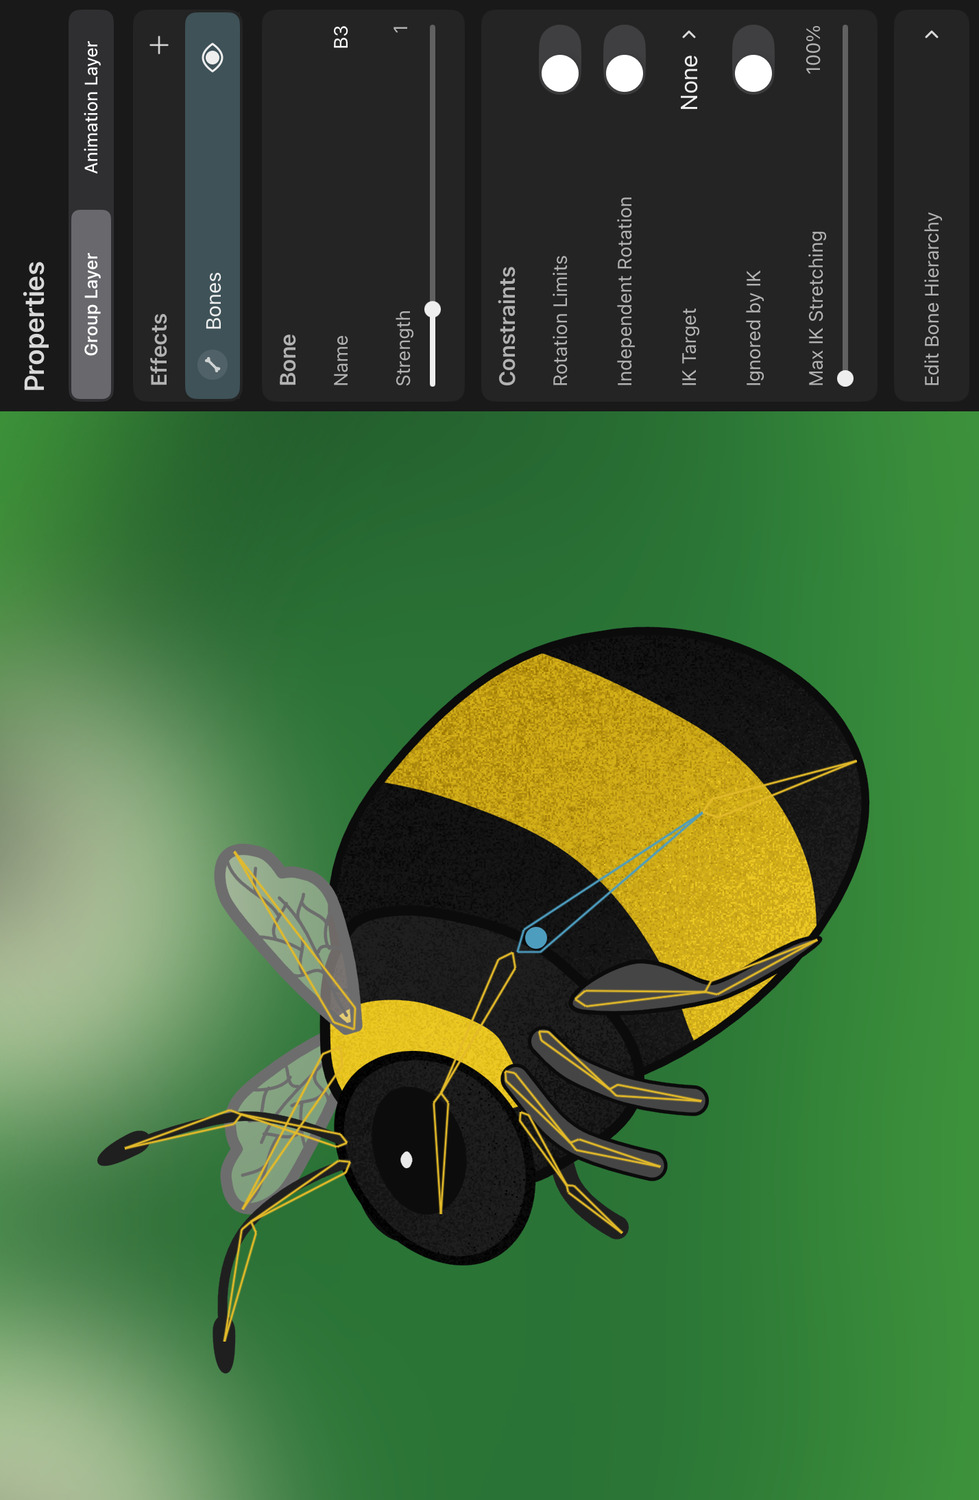 Properties
Group Layer Animation Layer
Effects
Bones
Bone
Name B3
Strength 1
Constraints
Rotation Limits
Independent Rotation
IK Target None
Ignored by IK
Max IK Stretching 100%
Edit Bone Hierarchy